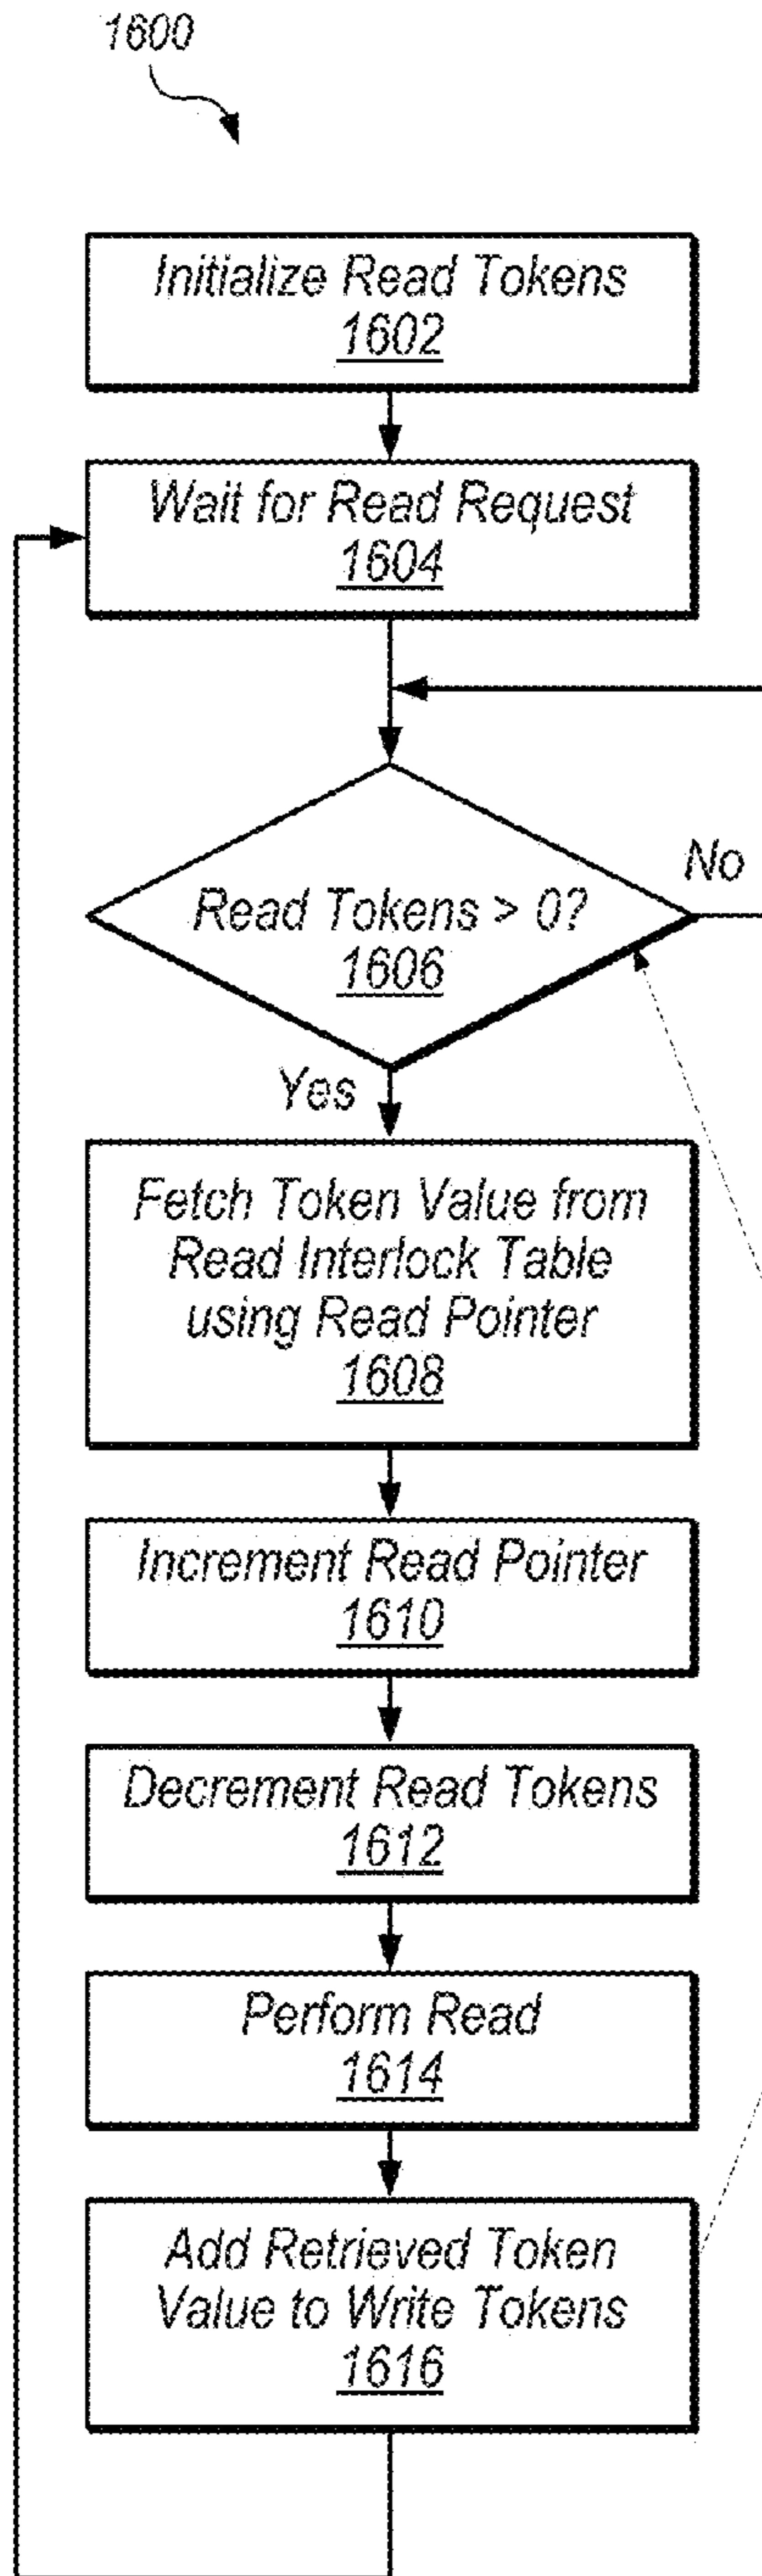 1600
Initialize Read Tokens
1602
Wait for Read Request
1604
Read Tokens > 0?
1606
No
Yes
Fetch Token Value from
Read Interlock Table
using Read Pointer
1608
Increment Read Pointer
1610
Decrement Read Tokens
1612
Perform Read
1614
Add Retrieved Token
Value to Write Tokens
1616